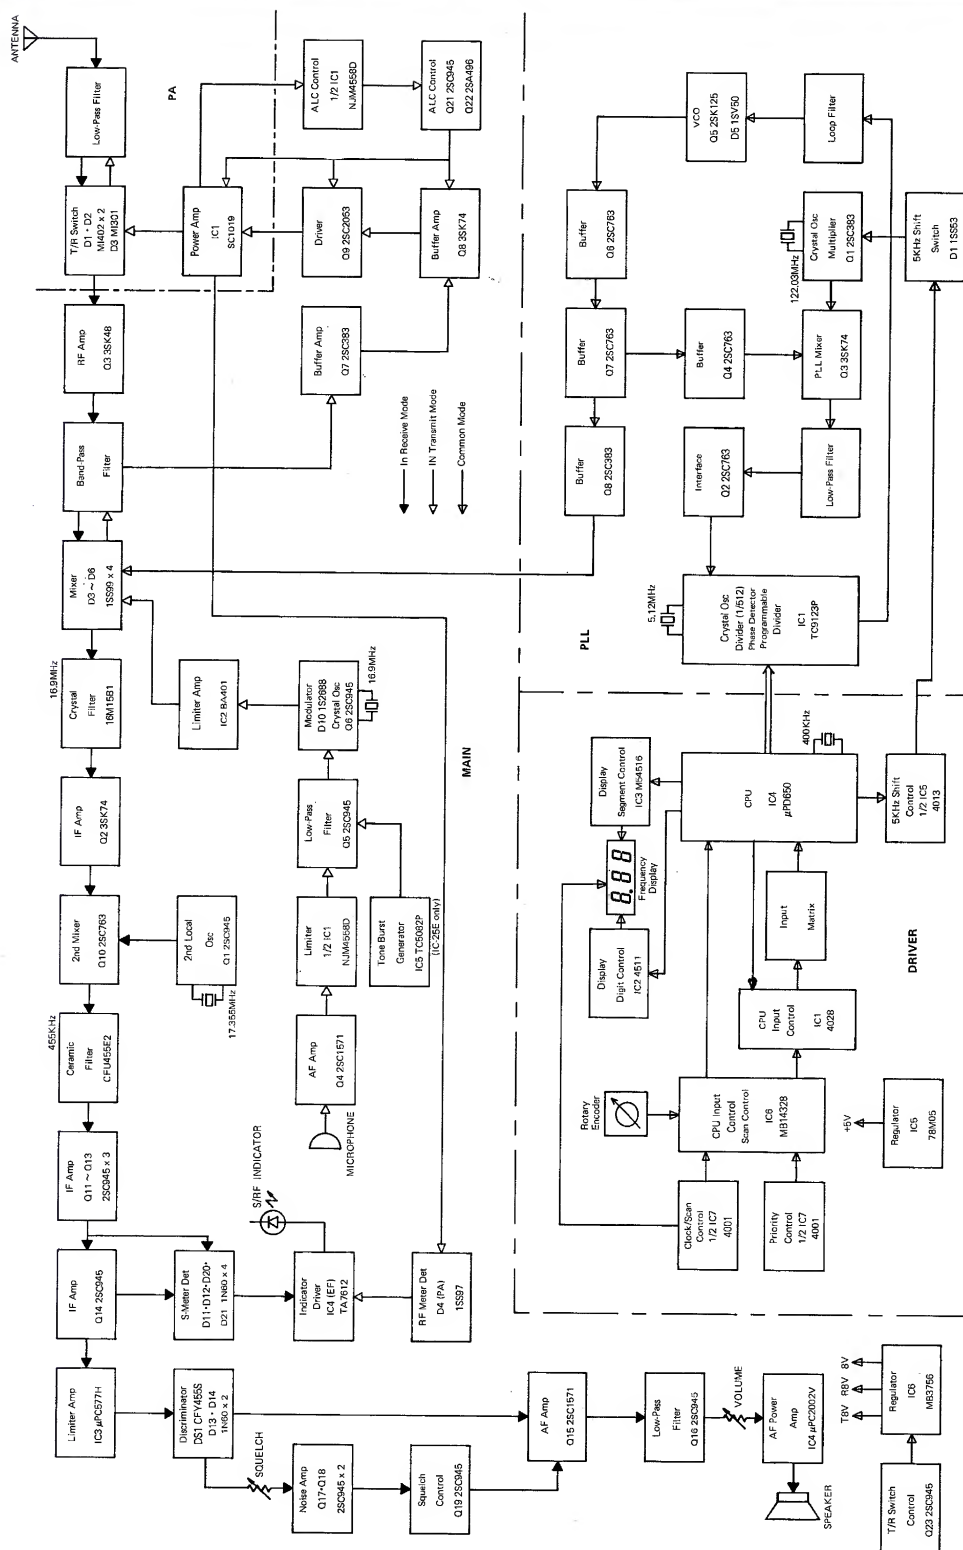 ANTENNA
Low-Pass Filter
T/R Switch
D1 · D2
MI402 x 2
D3 MI301
PA
Power Amp
IC1
SC1019
ALC Control
1/2 IC1
NJM4558D
ALC Control
Q21 2SC945
Q22 2SA496
Driver
Q9 2SC2053
Buffer Amp
Q8 3SK74
Buffer Amp
Q7 2SC383
RF Amp
Q3 3SK48
Band-Pass
Filter
Mixer
D3 ~ D6
1SS99 x 4
16.9MHz
Crystal
Filter
16M15B1
IF Amp
Q2 3SK74
2nd Mixer
Q10 2SC763
2nd Local
Osc
Q1 2SC945
17.355MHz
455KHz
Ceramic
Filter
CFU455E2
IF Amp
Q11 ~ Q13
2SC945 x 3
IF Amp
Q14 2SC945
Limiter Amp
IC3 μPC577H
Discriminator
DS1 CFV455S
D13 · D14
1N60 x 2
SQUELCH
Noise Amp
Q17·Q18
2SC945 x 2
Squelch
Control
Q19 2SC945
AF Amp
Q15 2SC1571
Low-Pass
Filter
Q16 2SC945
VOLUME
AF Power
Amp
IC4 μPC2002V
SPEAKER
T8V R8V 8V
Regulator
IC6
MB3756
T/R Switch
Control
Q23 2SC945
S-Meter Det
D11·D12·D20·
D21 1N60 x 4
S/RF INDICATOR
Indicator
Driver
IC4 (EF)
TA7612
RF Meter Det
D4 (PA)
1SS97
MICROPHONE
AF Amp
Q4 2SC1571
Limiter
1/2 IC1
NJM4558D
Tone Burst
Generator
IC5 TC5082P
(IC-25E only)
Low-Pass
Filter
Q5 2SC945
Modulator
D10 1S2688
Crystal Osc
Q6 2SC945
16.9MHz
Limiter Amp
IC2 BA401
MAIN
In Receive Mode
IN Transmit Mode
Common Mode
PLL
VCO
Q5 2SK125
D5 1SV50
Loop Filter
Buffer
Q6 2SC763
Buffer
Q7 2SC763
Buffer
Q8 2SC383
Buffer
Q4 2SC763
122.03MHz
Crystal Osc
Multiplier
Q1 2SC383
5KHz Shift
Switch
D1 1SS53
PLL Mixer
Q3 3SK74
Low-Pass Filter
Interface
Q2 2SC763
5.12MHz
Crystal Osc
Divider (1/512)
Phase Detector
Programmable
Divider
IC1
TC9123P
DRIVER
CPU
IC4
μPD650
400KHz
5KHz Shift
Control
1/2 IC5
4013
Display
Segment Control
IC3 M54516
8.8.8
Frequency
Display
Display
Digit Control
IC2 4511
Input
Matrix
CPU
Input
Control
IC1
4028
Rotary
Encoder
CPU Input
Control
Scan Control
IC6
MB14328
Clock/Scan
Control
1/2 IC7
4001
Priority
Control
1/2 IC7
4001
+5V
Regulator
IC5
78M05